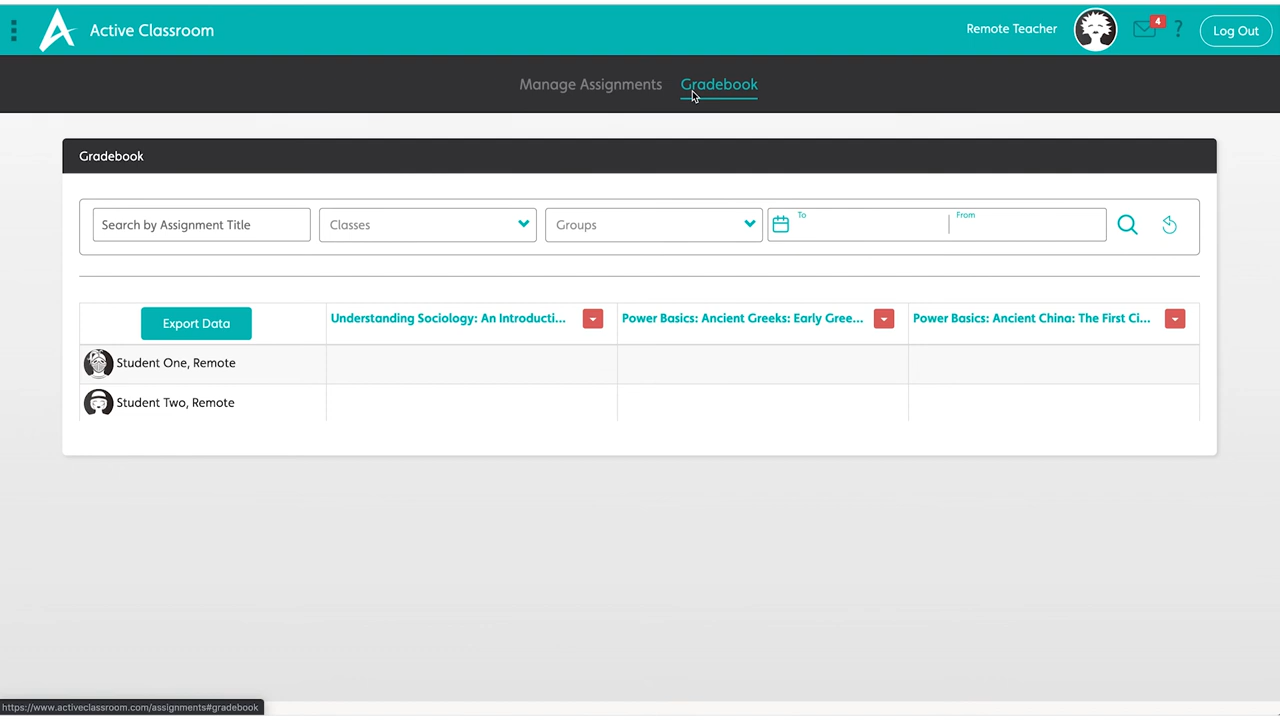 Active Classroom
Remote Teacher
4
?
Log Out
Manage Assignments
Gradebook
Gradebook
Search by Assignment Title
Classes
Groups
To
From
Export Data
Understanding Sociology: An Introducti...
Power Basics: Ancient Greeks: Early Gree...
Power Basics: Ancient China: The First Ci...
Student One, Remote
Student Two, Remote
https://www.activeclassroom.com/assignments#gradebook